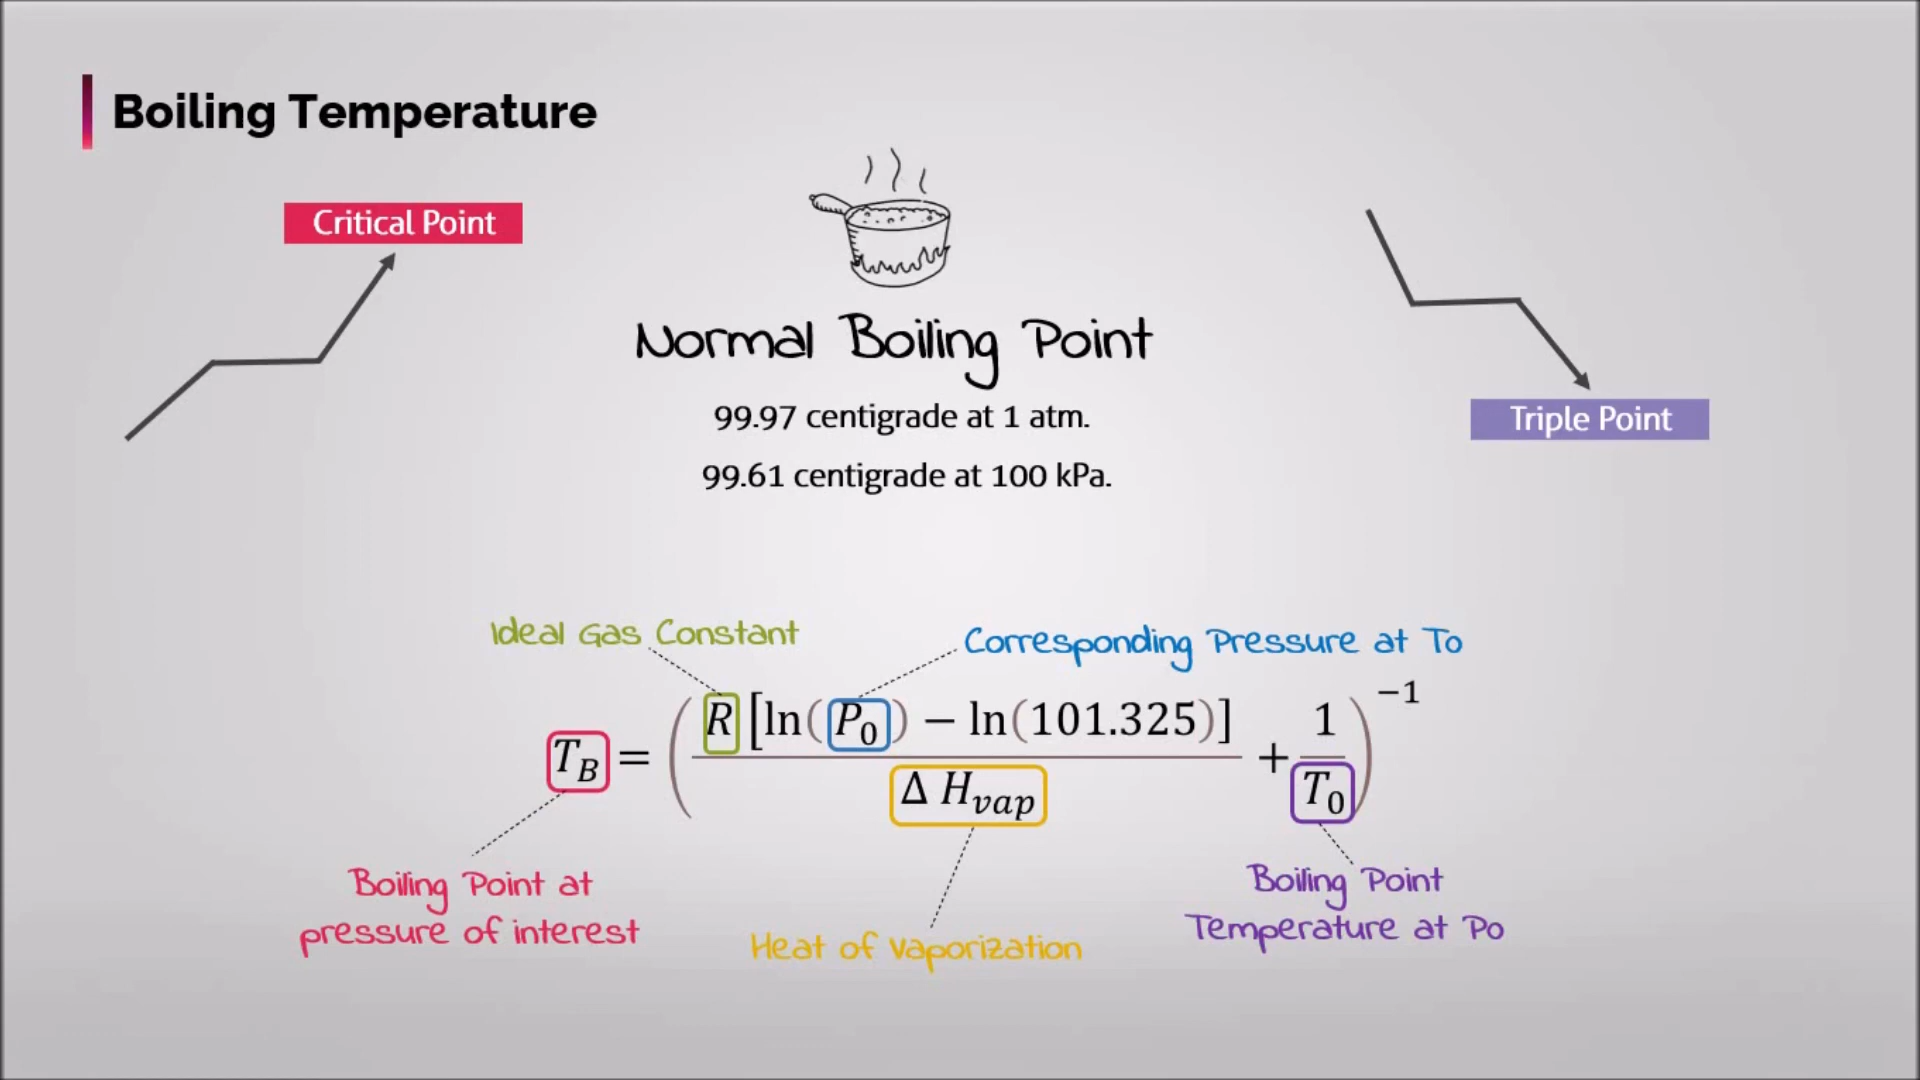 Boiling Temperature
Critical Point
Normal Boiling Point
99.97 centigrade at 1 atm.
99.61 centigrade at 100 kPa.
Triple Point
Ideal Gas Constant
Corresponding Pressure at To
T_B = ( R [ln(P_0) − ln(101.325)] / Δ H_vap + 1 / T_0 )^−1
Boiling Point at
pressure of interest
Heat of Vaporization
Boiling Point
Temperature at Po